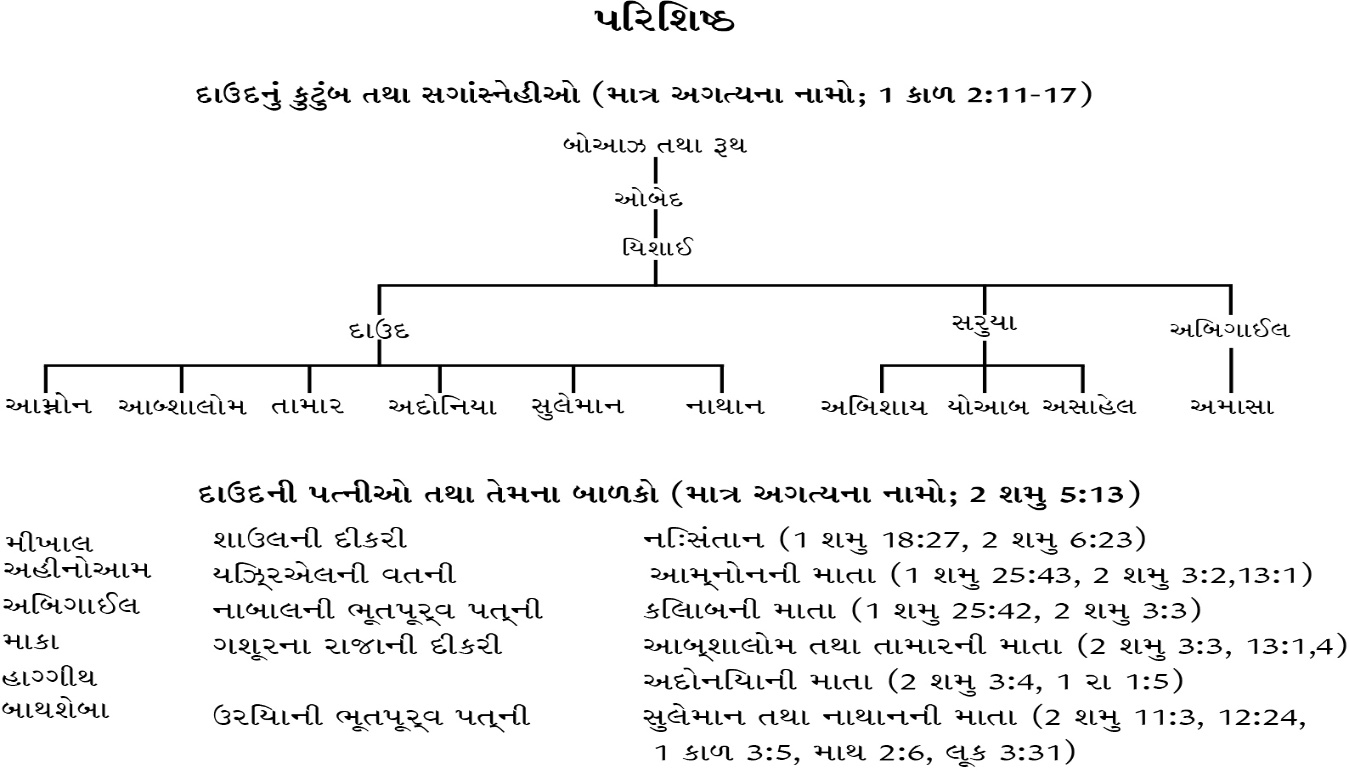 પરિશિષ્ઠ
દાઉદનું કુટુંબ તથા સગાંસ્નેહીઓ (માત્ર અગત્યના નામો; 1 કાળ 2:11-17)
બોઆઝ તથા રૂથ
ઓબેદ
યિશાઈ
દાઉદ સરુયા અબિગાઈલ
આમ્નોન આબ્શાલોમ તામાર અદોનિયા સુલેમાન નાથાન અબિશાય યોઆબ અસાહેલ અમાસા
દાઉદની પત્નીઓ તથા તેમના બાળકો (માત્ર અગત્યના નામો; 2 શમુ 5:13)
મીખાલ શાઉલની દીકરી નિઃસંતાન (1 શમુ 18:27, 2 શમુ 6:23)
અહીનોઆમ યઝ્રિએલની વતની આમ્નોનની માતા (1 શમુ 25:43, 2 શમુ 3:2,13:1)
અબિગાઈલ નાબાલની ભૂતપૂર્વ પત્ની કલિાબની માતા (1 શમુ 25:42, 2 શમુ 3:3)
માકા ગશૂરના રાજાની દીકરી આબ્શાલોમ તથા તામારની માતા (2 શમુ 3:3, 13:1,4)
હાગ્ગીથ અદોનયિાની માતા (2 શમુ 3:4, 1 રા 1:5)
બાથશેબા ઉરયિાની ભૂતપૂર્વ પત્ની સુલેમાન તથા નાથાનની માતા (2 શમુ 11:3, 12:24,
1 કાળ 3:5, માથ 2:6, લૂક 3:31)